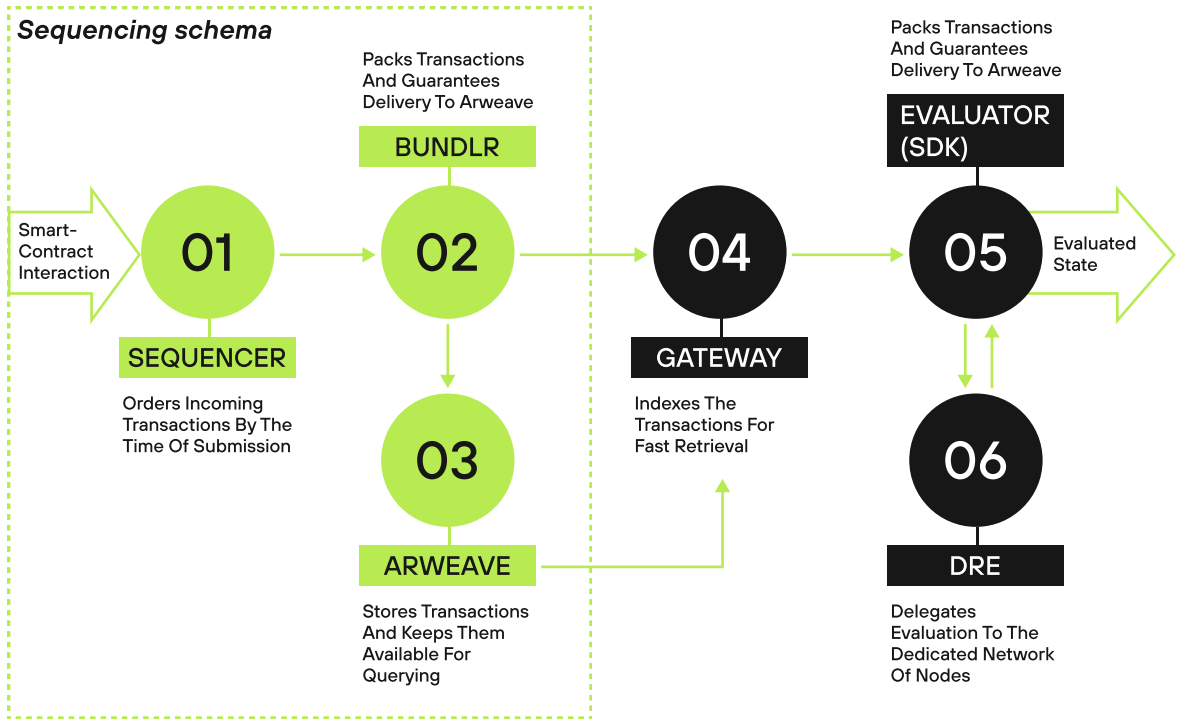 Sequencing schema
Smart-
Contract
Interaction
01
SEQUENCER
Orders Incoming
Transactions By The
Time Of Submission
Packs Transactions
And Guarantees
Delivery To Arweave
BUNDLR
02
03
ARWEAVE
Stores Transactions
And Keeps Them
Available For
Querying
04
GATEWAY
Indexes The
Transactions For
Fast Retrieval
Packs Transactions
And Guarantees
Delivery To Arweave
EVALUATOR
(SDK)
05
Evaluated
State
06
DRE
Delegates
Evaluation To The
Dedicated Network
Of Nodes